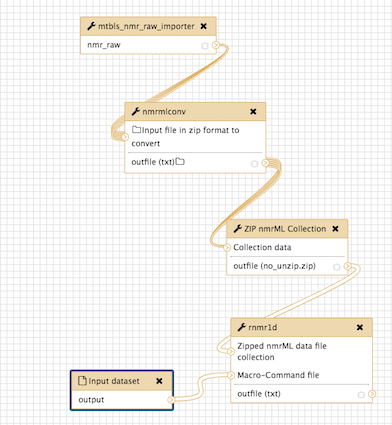 mtbls_nmr_raw_importer
nmr_raw
nmrmlconv
Input file in zip format to
convert
outfile (txt)
ZIP nmrML Collection
Collection data
outfile (no_unzip.zip)
rnmr1d
Zipped nmrML data file
collection
Macro-Command file
outfile (txt)
Input dataset
output